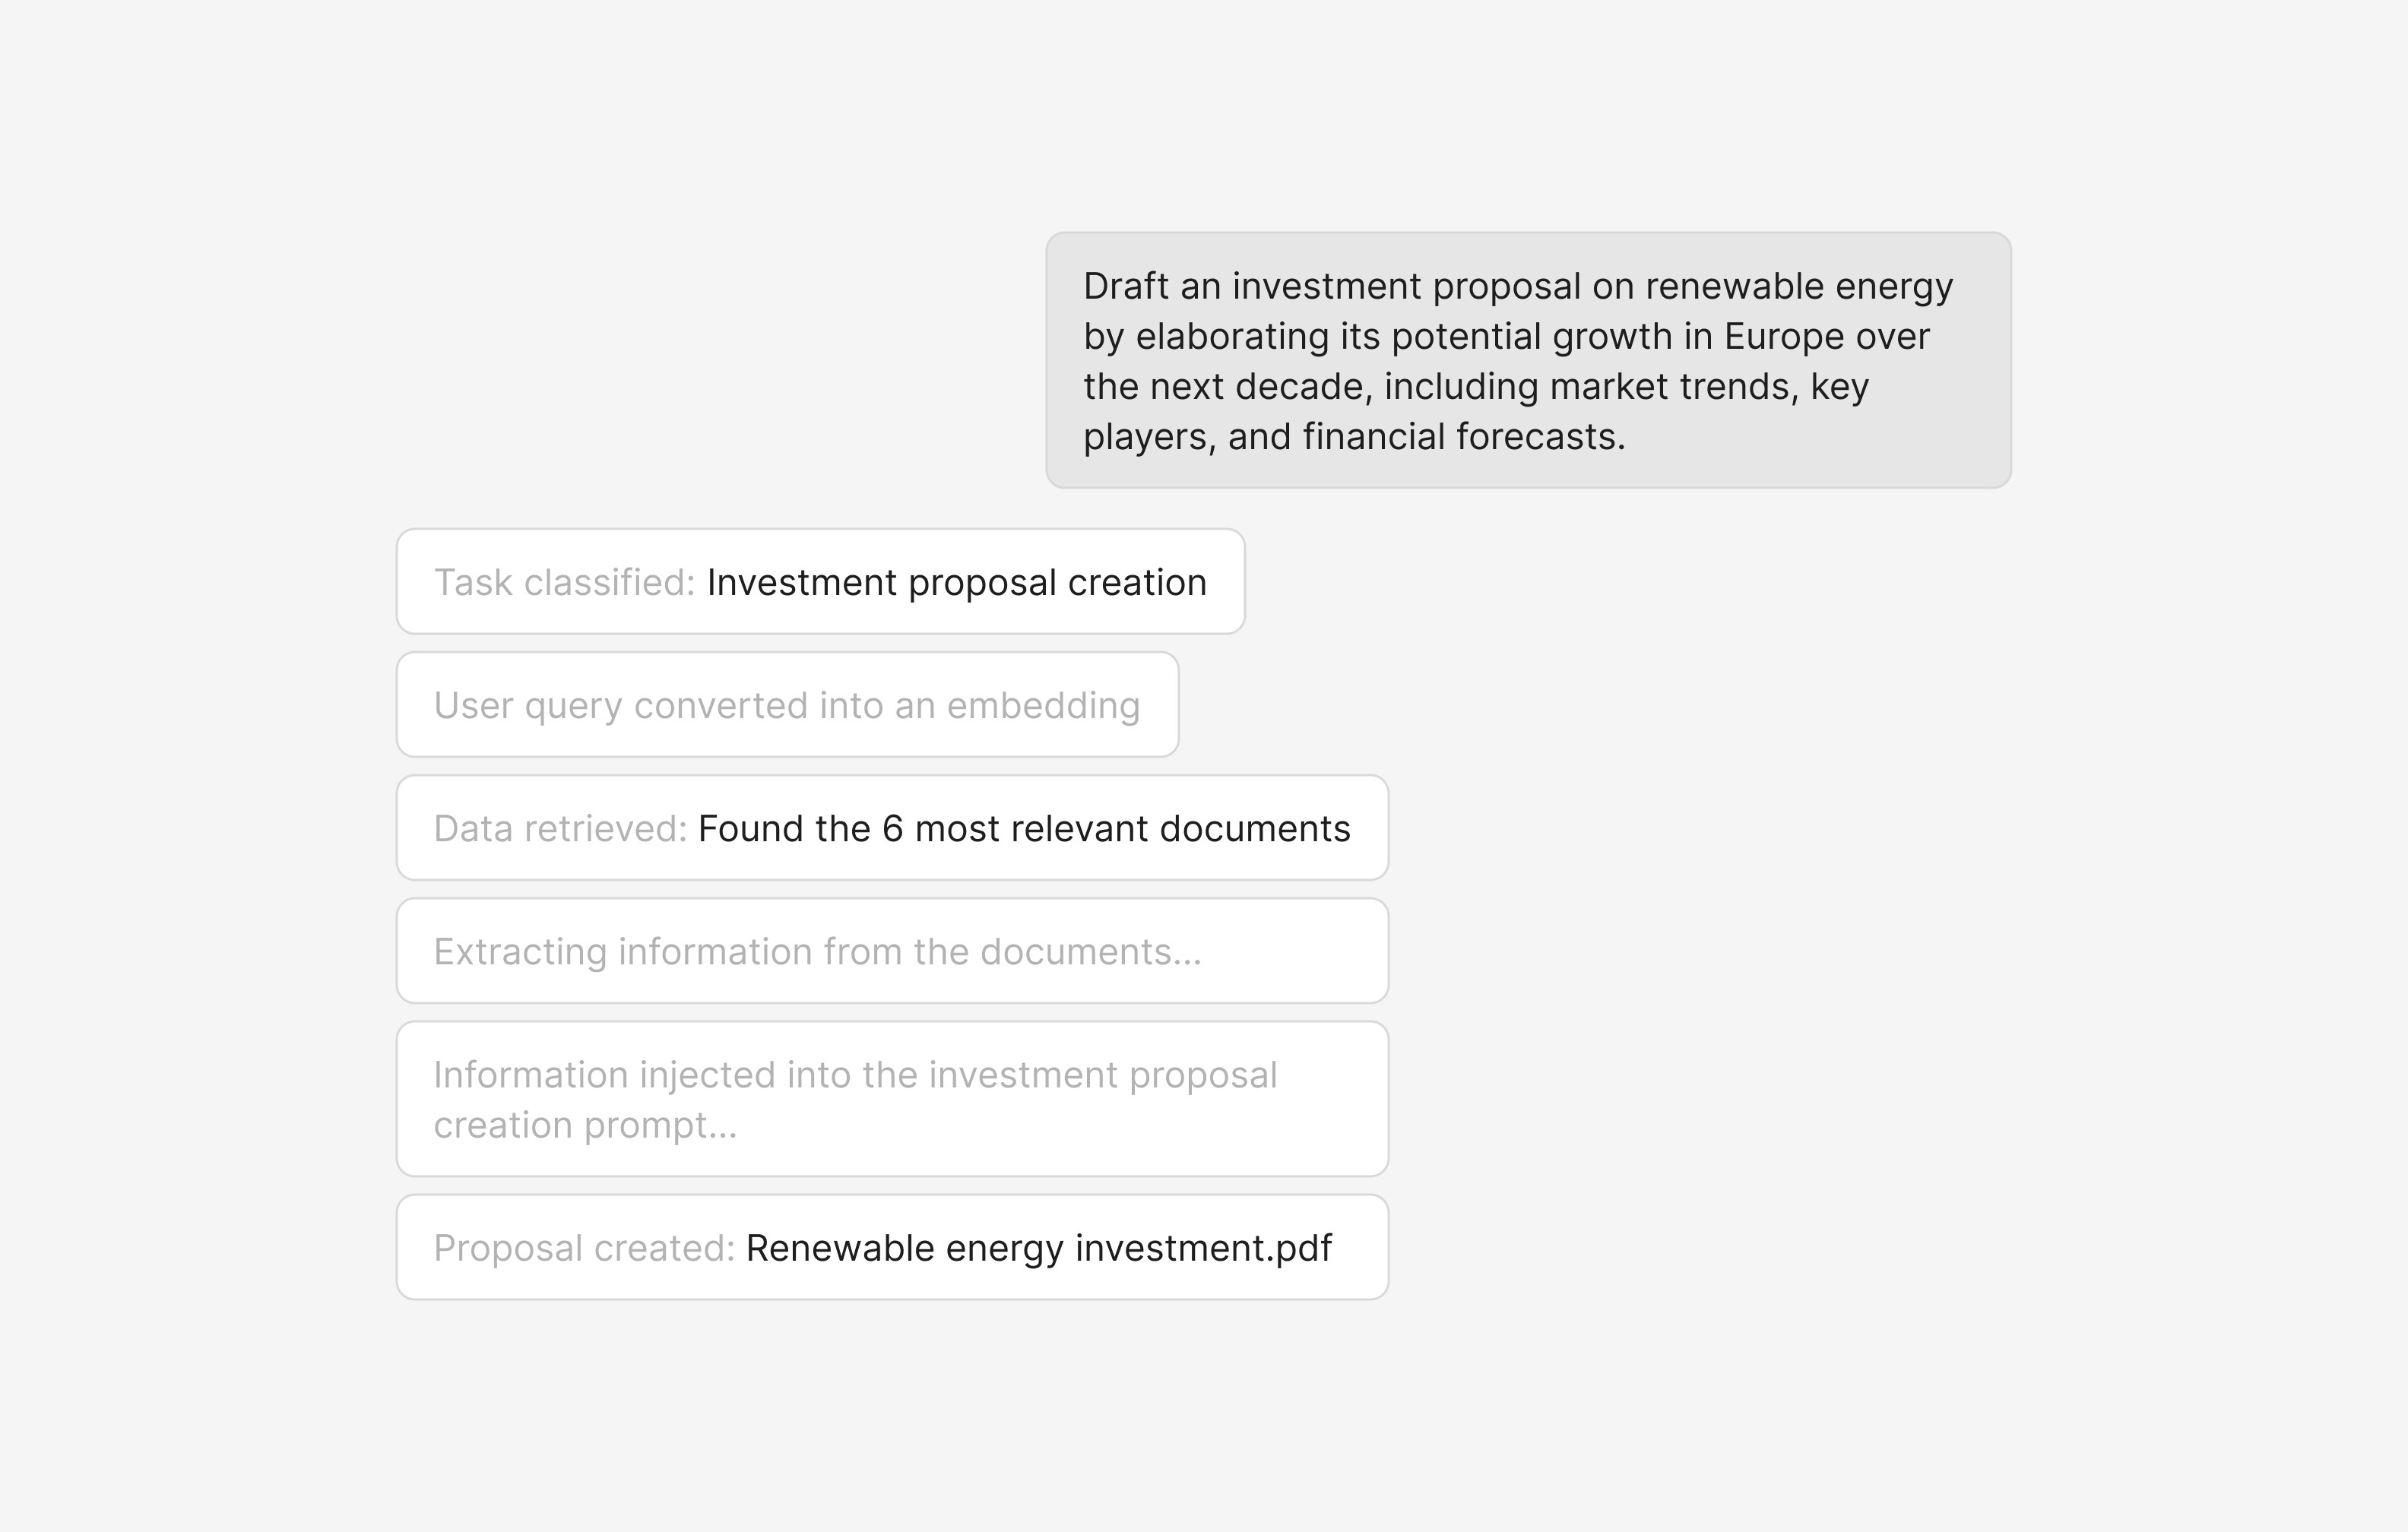 Draft an investment proposal on renewable energy
by elaborating its potential growth in Europe over
the next decade, including market trends, key
players, and financial forecasts.
Task classified: Investment proposal creation
User query converted into an embedding
Data retrieved: Found the 6 most relevant documents
Extracting information from the documents...
Information injected into the investment proposal
creation prompt...
Proposal created: Renewable energy investment.pdf